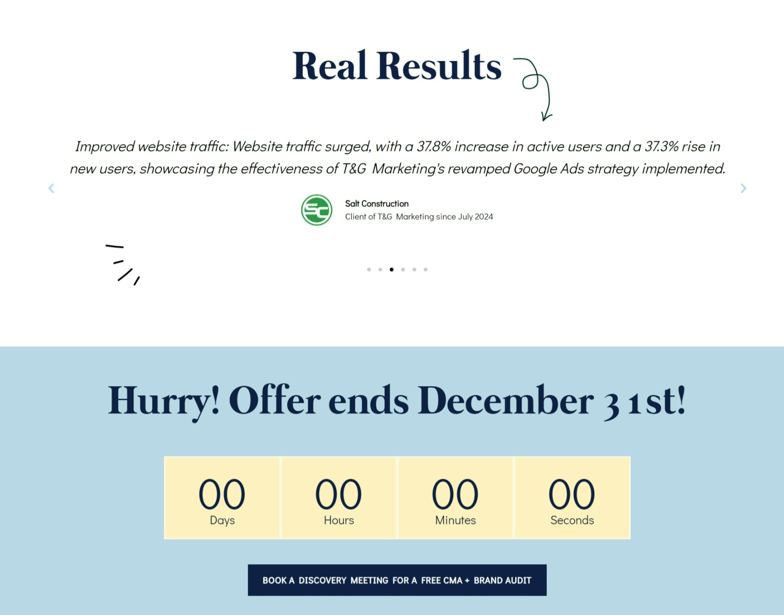 Real Results
Improved website traffic: Website traffic surged, with a 37.8% increase in active users and a 37.3% rise in
new users, showcasing the effectiveness of T&G Marketing's revamped Google Ads strategy implemented.
SC
Salt Construction
Client of T&G Marketing since July 2024
Hurry! Offer ends December 31st!
00 00 00 00
Days Hours Minutes Seconds
BOOK A DISCOVERY MEETING FOR A FREE CMA + BRAND AUDIT